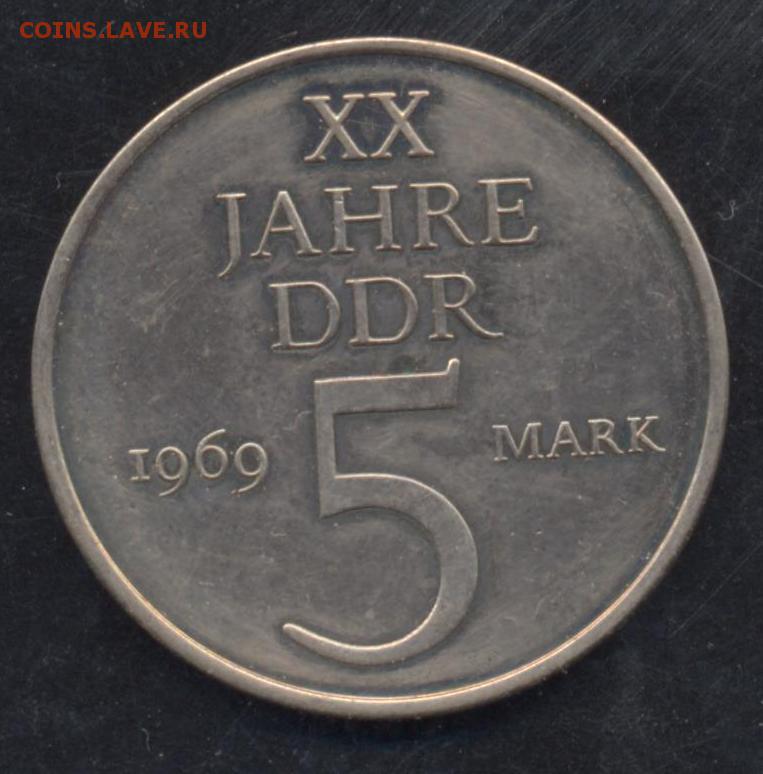 COINS.LAVE.RU
XX
JAHRE
DDR
5
1969
MARK